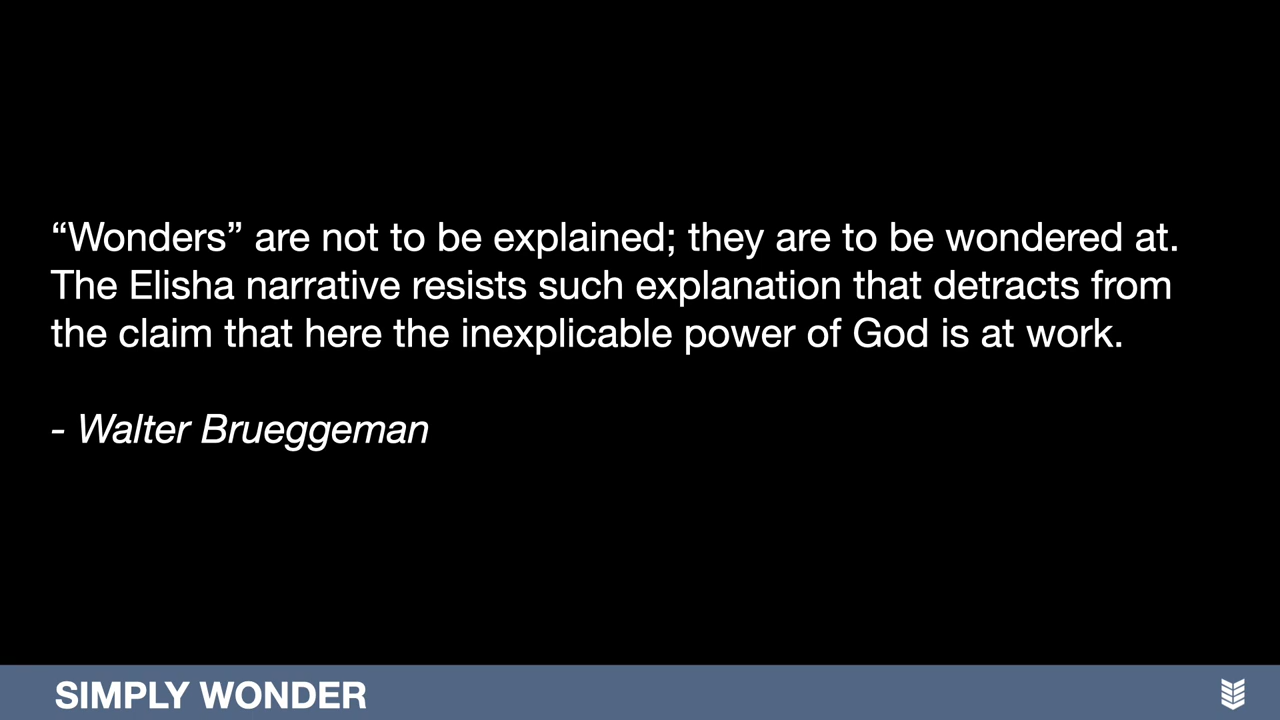 “Wonders” are not to be explained; they are to be wondered at.
The Elisha narrative resists such explanation that detracts from
the claim that here the inexplicable power of God is at work.
- Walter Brueggeman
SIMPLY WONDER